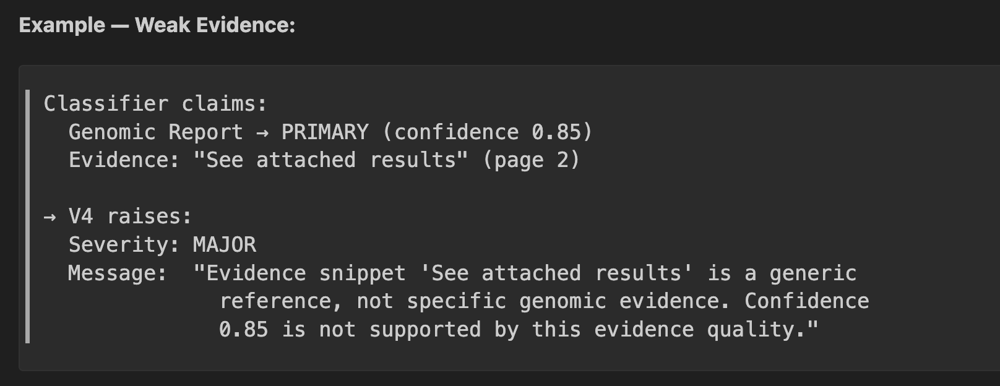 Example — Weak Evidence:
Classifier claims:
Genomic Report → PRIMARY (confidence 0.85)
Evidence: "See attached results" (page 2)
→ V4 raises:
Severity: MAJOR
Message: "Evidence snippet 'See attached results' is a generic
reference, not specific genomic evidence. Confidence
0.85 is not supported by this evidence quality."